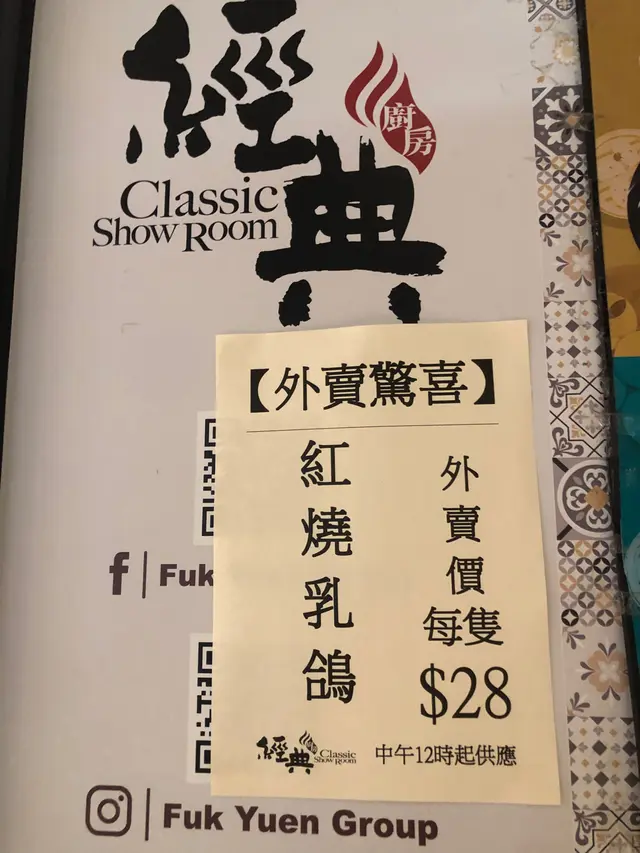 經典
廚房
Classic
Show Room
【外賣驚喜】
紅燒乳鴿
外賣價
每隻
$28
經典
Classic
Show Room
中午12時起供應
f | Fuk
Fuk Yuen Group